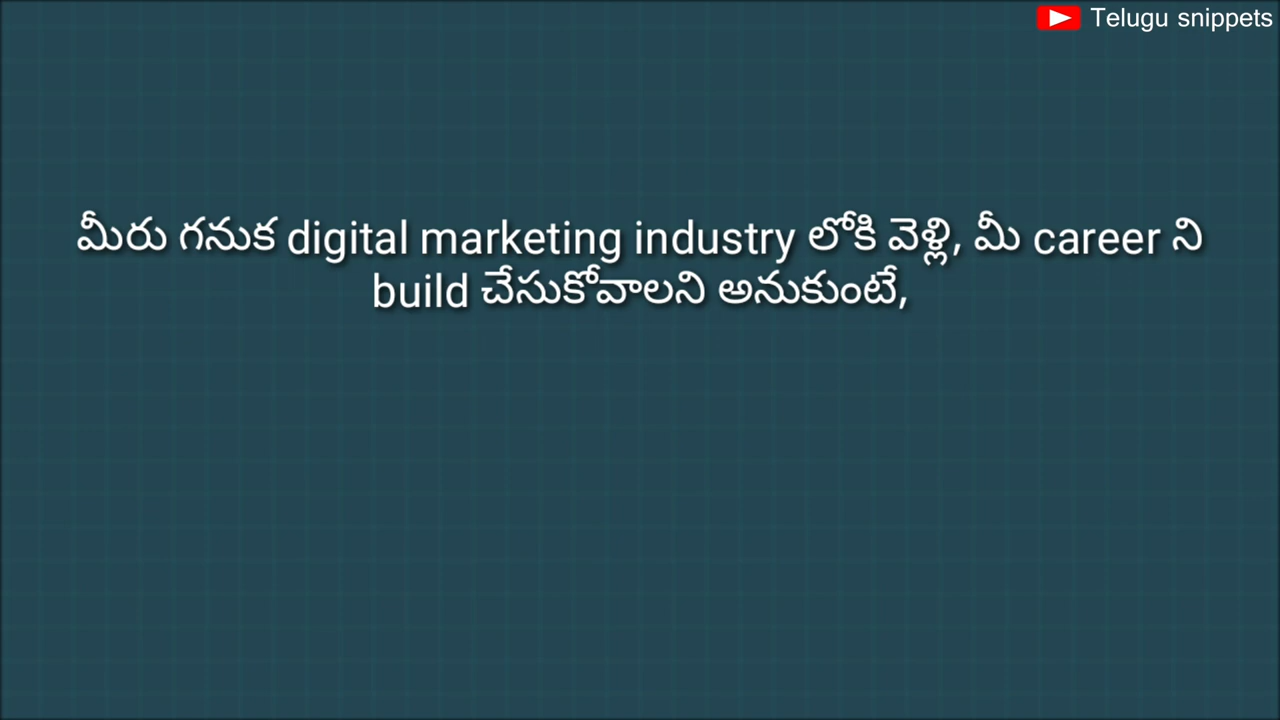 Telugu snippets
మీరు గనుక digital marketing industry లోకి వెళ్లి, మీ career ని
build చేసుకోవాలని అనుకుంటే,